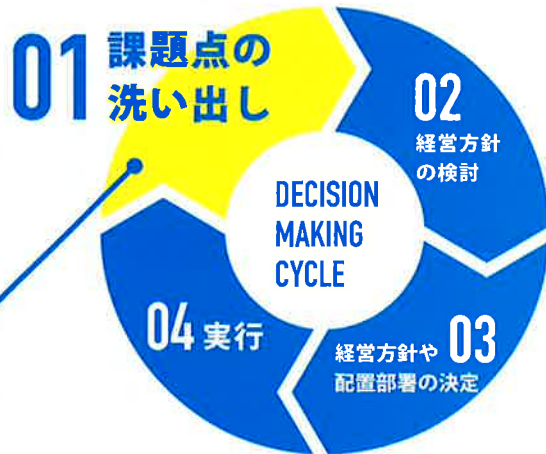 01 課題点の
洗い出し
02
経営方針
の検討
DECISION
MAKING
CYCLE
経営方針や 03
配置部署の決定
04 実行